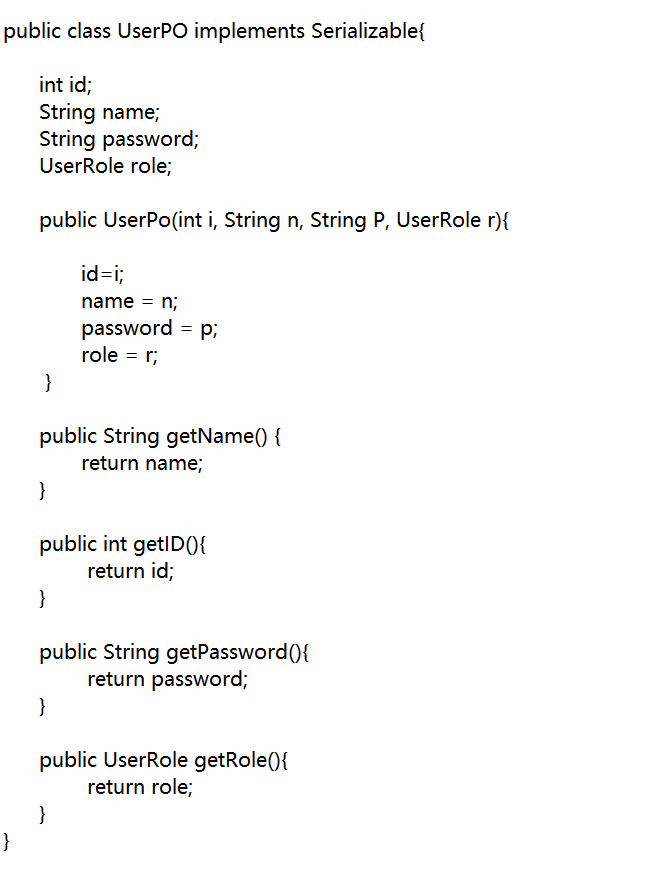 public class UserPO implements Serializable{
int id;
String name;
String password;
UserRole role;
public UserPo(int i, String n, String P, UserRole r){
id=i;
name = n;
password = p;
role = r;
}
public String getName() {
return name;
}
public int getID(){
return id;
}
public String getPassword(){
return password;
}
public UserRole getRole(){
return role;
}
}